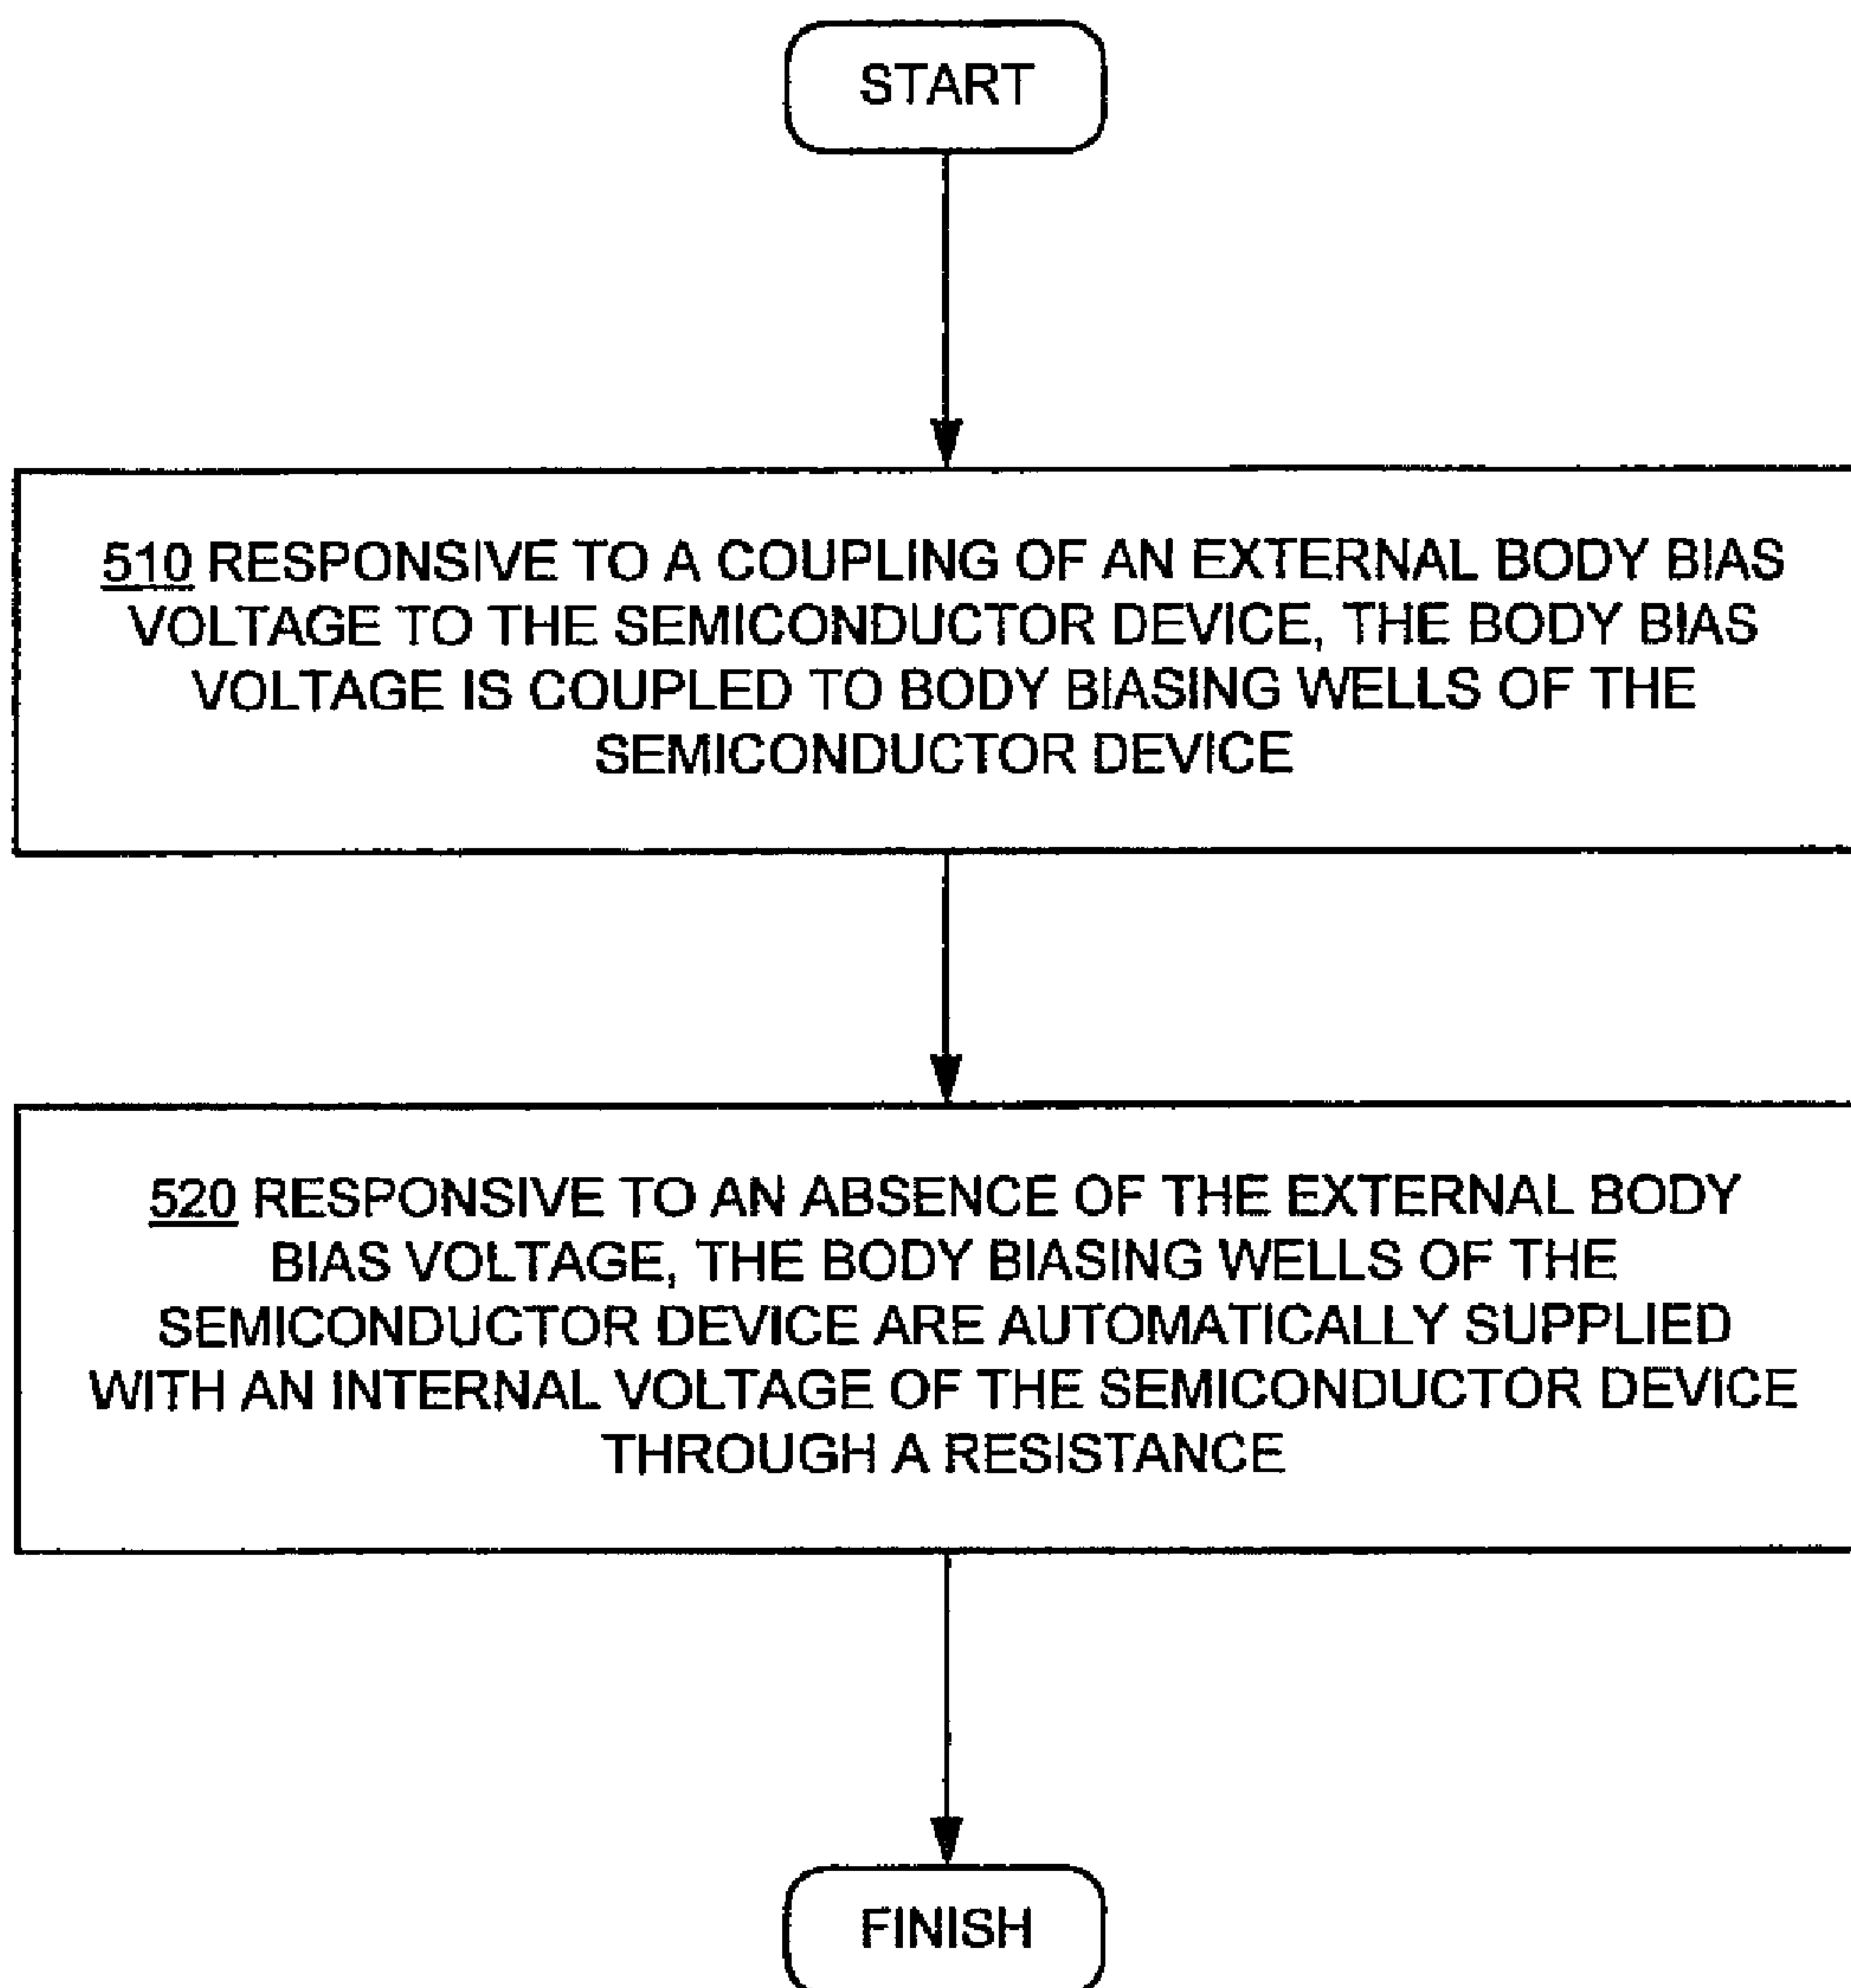 START
510 RESPONSIVE TO A COUPLING OF AN EXTERNAL BODY BIAS
VOLTAGE TO THE SEMICONDUCTOR DEVICE, THE BODY BIAS
VOLTAGE IS COUPLED TO BODY BIASING WELLS OF THE
SEMICONDUCTOR DEVICE
520 RESPONSIVE TO AN ABSENCE OF THE EXTERNAL BODY
BIAS VOLTAGE, THE BODY BIASING WELLS OF THE
SEMICONDUCTOR DEVICE ARE AUTOMATICALLY SUPPLIED
WITH AN INTERNAL VOLTAGE OF THE SEMICONDUCTOR DEVICE
THROUGH A RESISTANCE
FINISH